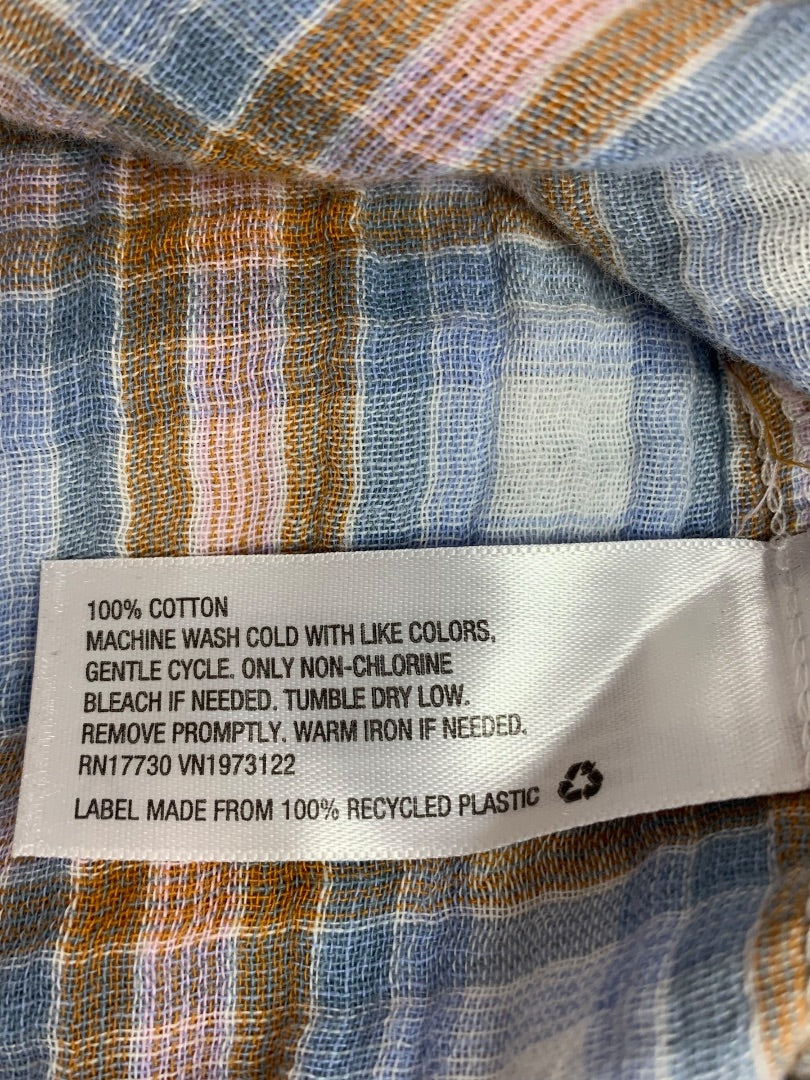 100% COTTON
MACHINE WASH COLD WITH LIKE COLORS,
GENTLE CYCLE. ONLY NON-CHLORINE
BLEACH IF NEEDED. TUMBLE DRY LOW.
REMOVE PROMPTLY. WARM IRON IF NEEDED.
RN17730 VN1973122
LABEL MADE FROM 100% RECYCLED PLASTIC